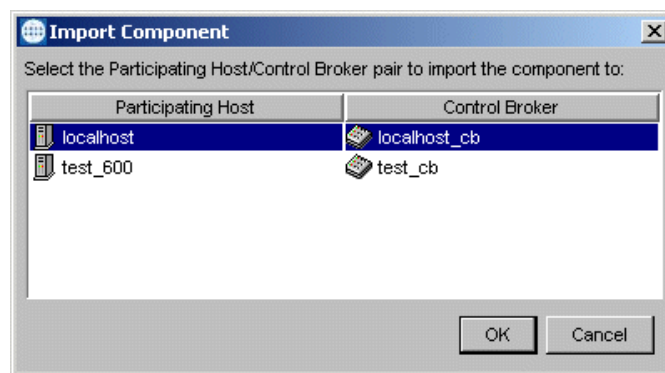 Import Component
Select the Participating Host/Control Broker pair to import the component to:
Participating Host Control Broker
localhost localhost_cb
test_600 test_cb
OK Cancel